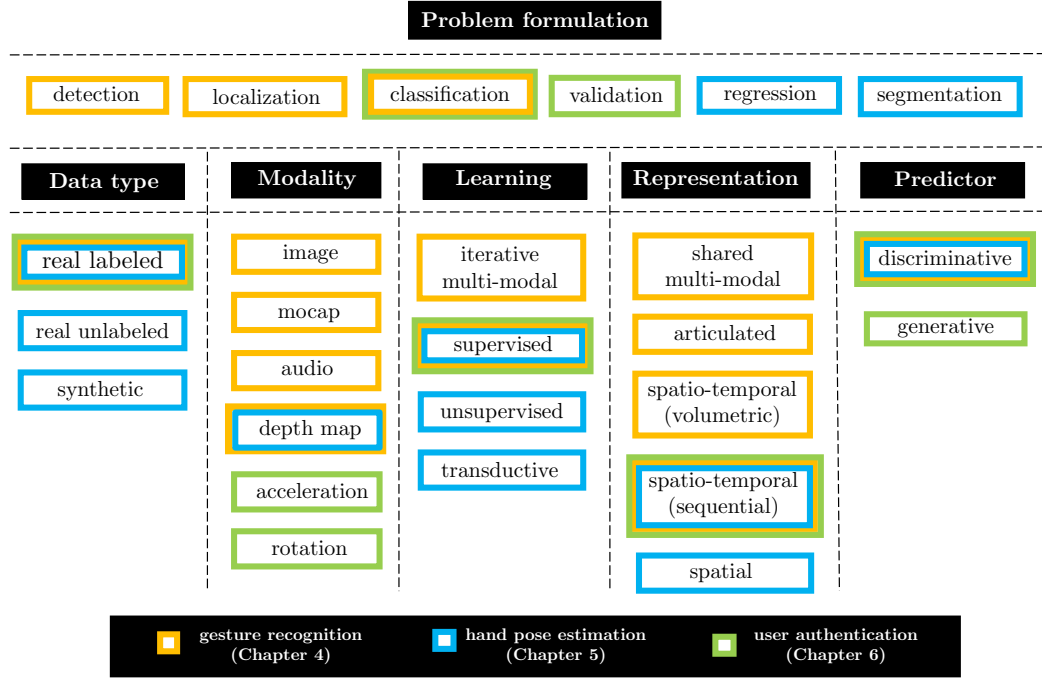 Problem formulation
detection
localization
classification
validation
regression
segmentation
Data type
Modality
Learning
Representation
Predictor
real labeled
real unlabeled
synthetic
image
mocap
audio
depth map
acceleration
rotation
iterative
multi-modal
supervised
unsupervised
transductive
shared
multi-modal
articulated
spatio-temporal
(volumetric)
spatio-temporal
(sequential)
spatial
discriminative
generative
gesture recognition
(Chapter 4)
hand pose estimation
(Chapter 5)
user authentication
(Chapter 6)